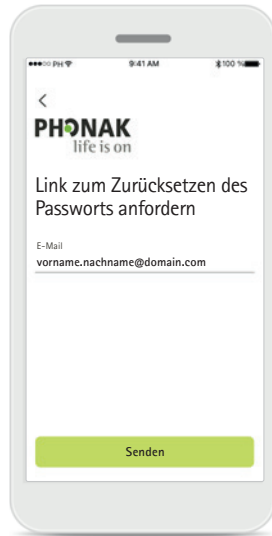 PH 9:41 AM 100 %
PHONAK
life is on
Link zum Zurücksetzen des
Passworts anfordern
E-Mail
vorname.nachname@domain.com
Senden